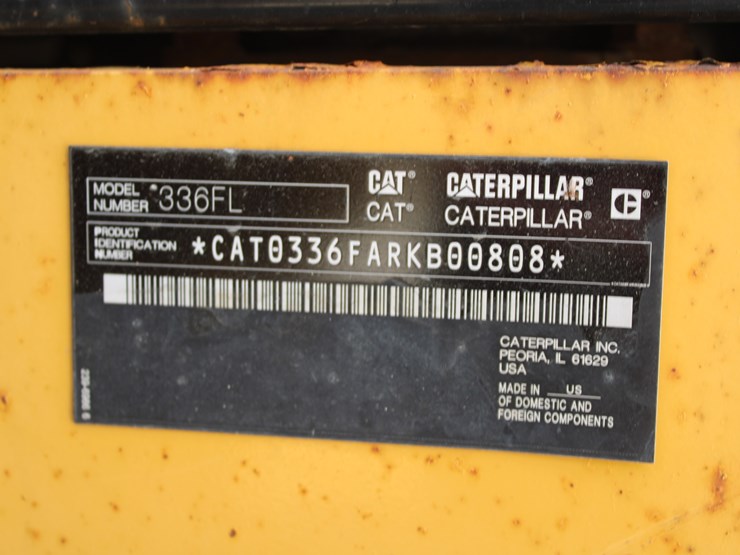 MODEL NUMBER *336FL
CAT® CATERPILLAR®
CAT® CATERPILLAR®
PRODUCT IDENTIFICATION NUMBER *CAT0336FARKB00808*
CATERPILLAR INC.
PEORIA, IL 61629
USA
MADE IN US
OF DOMESTIC AND
FOREIGN COMPONENTS